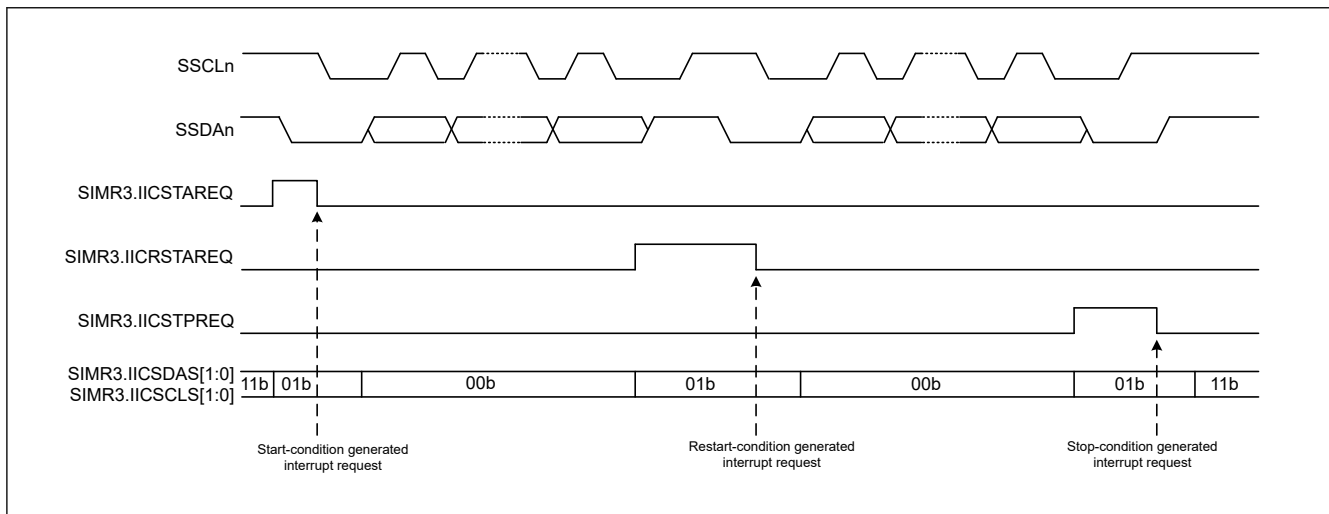 SSCLn
SSDAn
SIMR3.IICSTAREQ
SIMR3.IICRSTAREQ
SIMR3.IICSTPREQ
SIMR3.IICSDAS[1:0]
SIMR3.IICSCLS[1:0]
11b 01b 00b 01b 00b 01b 11b
Start-condition generated
interrupt request
Restart-condition generated
interrupt request
Stop-condition generated
interrupt request